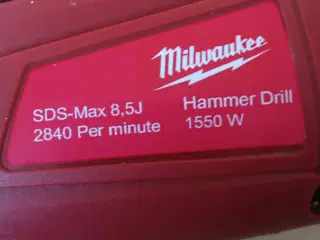 Milwaukee
SDS-Max 8,5J Hammer Drill
2840 Per minute 1550 W